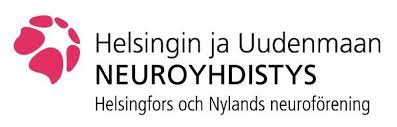 Helsingin ja Uudenmaan
NEUROYHDISTYS
Helsingfors och Nylands neuroförening